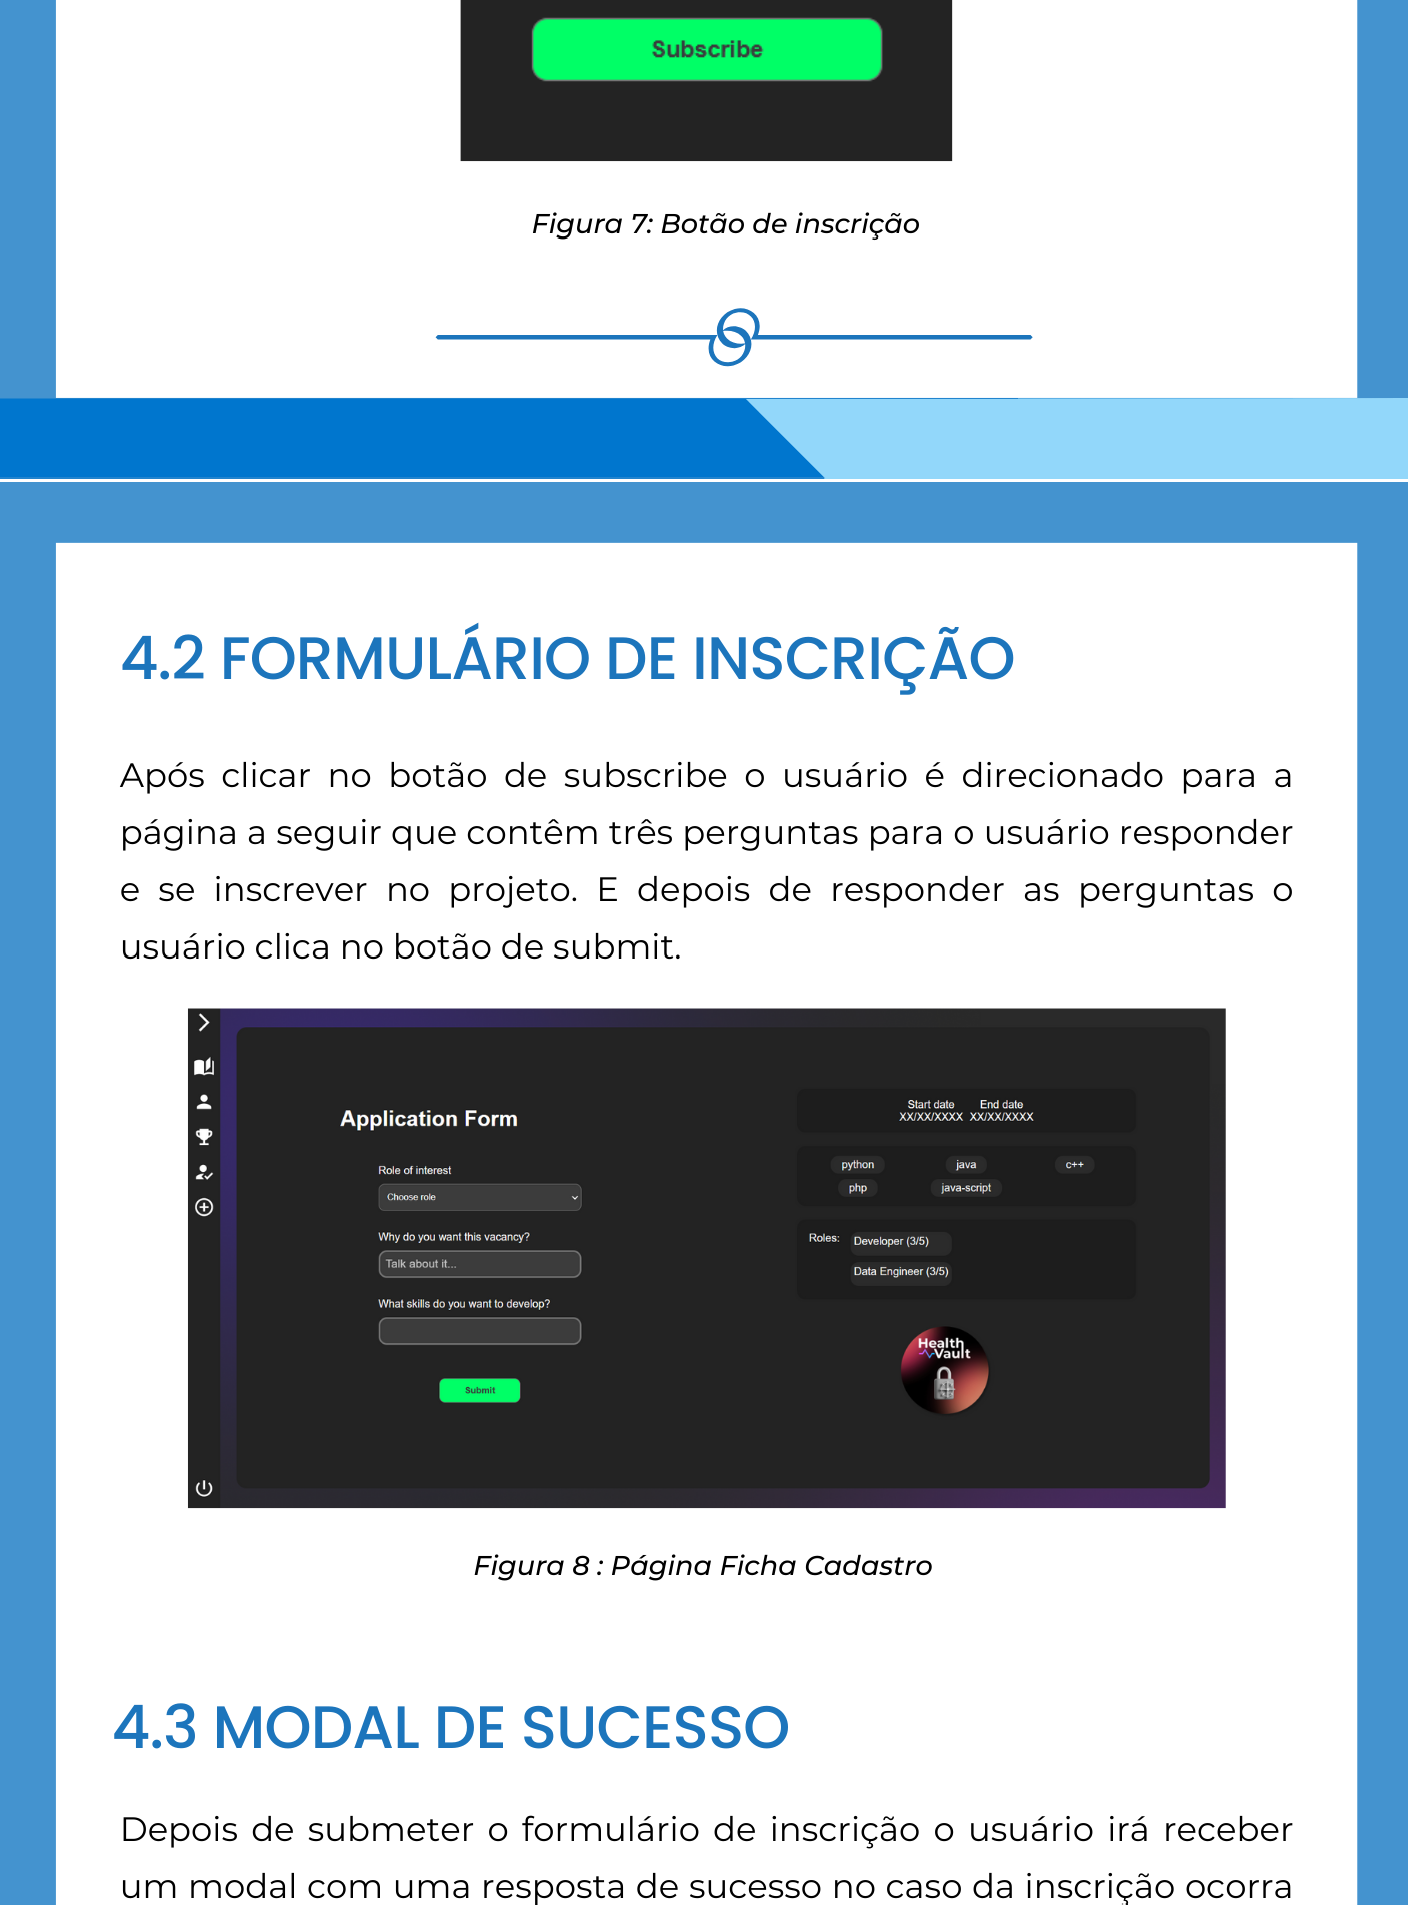 Subscribe
Figura 7: Botão de inscrição
4.2 FORMULÁRIO DE INSCRIÇÃO
Após clicar no botão de subscribe o usuário é direcionado para a
página a seguir que contêm três perguntas para o usuário responder
e se inscrever no projeto. E depois de responder as perguntas o
usuário clica no botão de submit.
Application Form
Role of interest
Choose role
Why do you want this vacancy?
Talk about it...
What skills do you want to develop?
Submit
Start date End date
XX/XX/XXXX XX/XX/XXXX
python java c++
php java-script
Roles: Developer (3/5)
Data Engineer (3/5)
Health
Vault
Figura 8 : Página Ficha Cadastro
4.3 MODAL DE SUCESSO
Depois de submeter o formulário de inscrição o usuário irá receber
um modal com uma resposta de sucesso no caso da inscrição ocorra